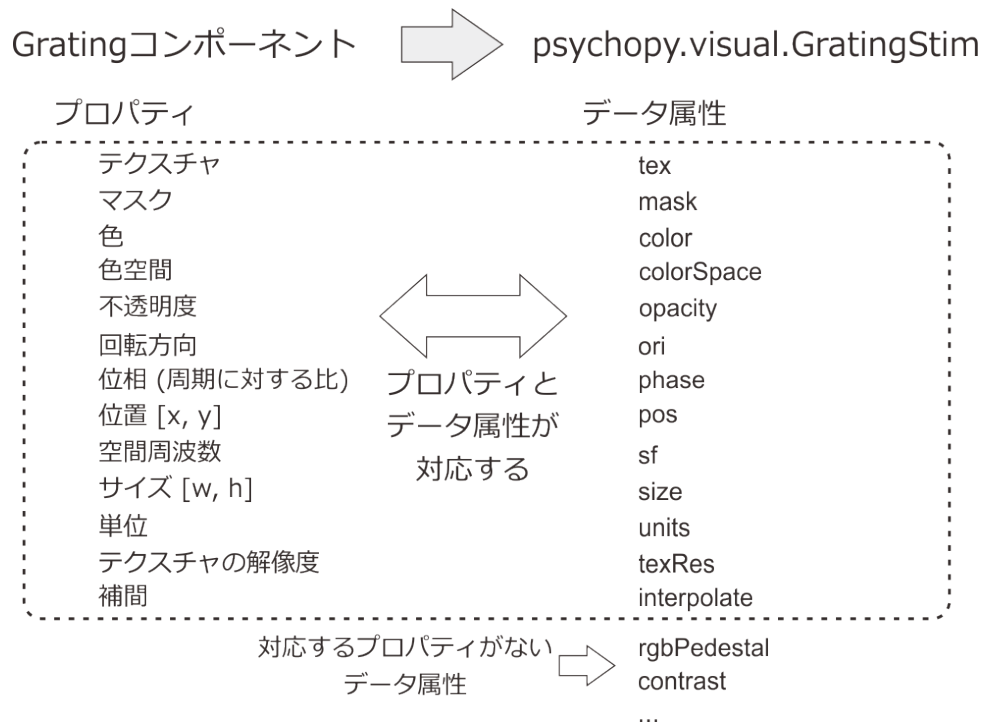 Gratingコンポーネント psychopy.visual.GratingStim
プロパティ データ属性
テクスチャ tex
マスク mask
色 color
色空間 colorSpace
不透明度 opacity
回転方向 ori
位相 (周期に対する比) phase
位置 [x, y] pos
空間周波数 sf
サイズ [w, h] size
単位 units
テクスチャの解像度 texRes
補間 interpolate
プロパティと
データ属性が
対応する
対応するプロパティがない
データ属性
rgbPedestal
contrast
...